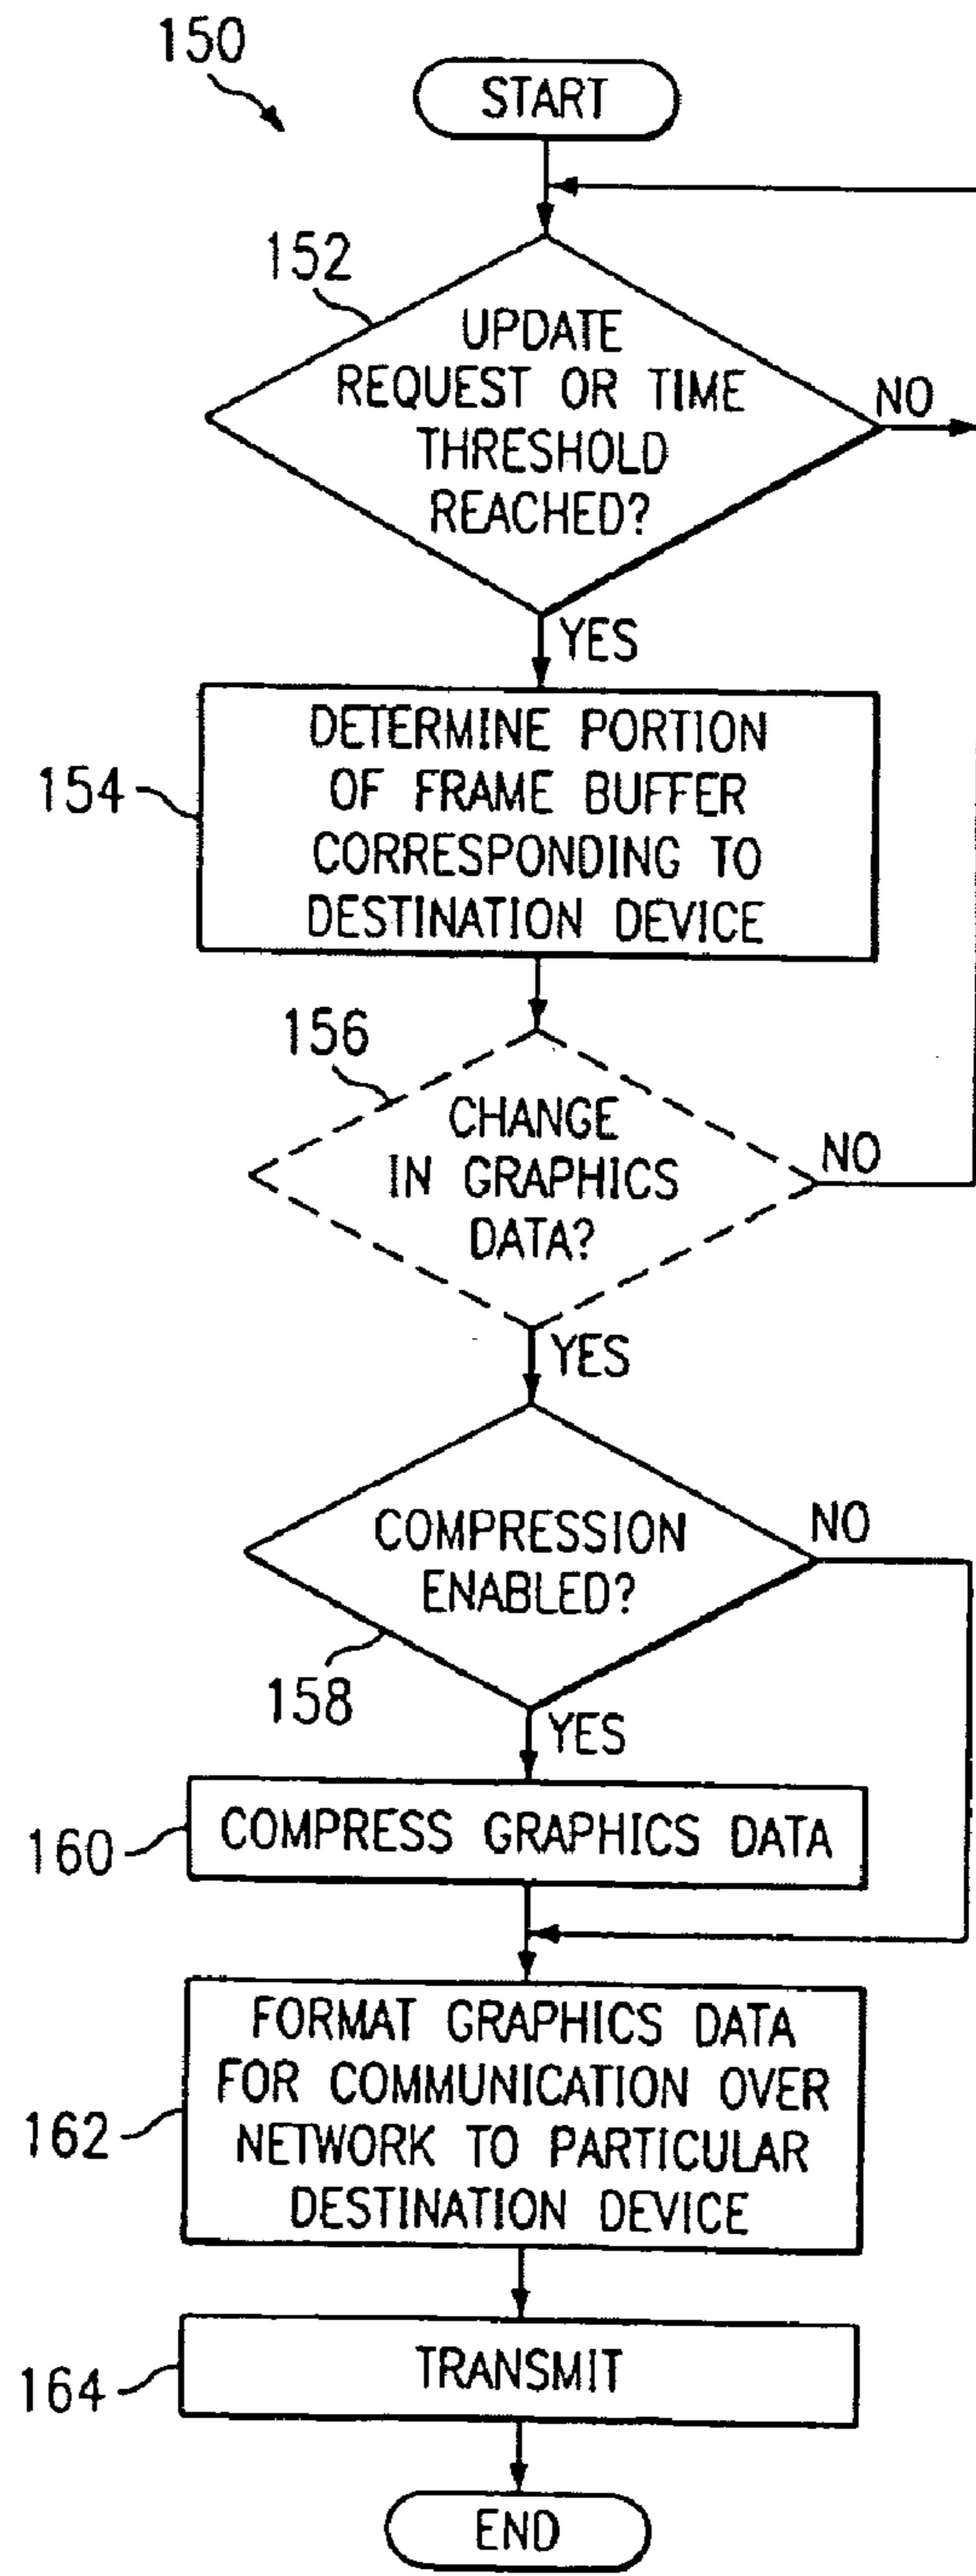 150
START
152
UPDATE
REQUEST OR TIME
THRESHOLD
REACHED?
NO
YES
154
DETERMINE PORTION
OF FRAME BUFFER
CORRESPONDING TO
DESTINATION DEVICE
156
CHANGE
IN GRAPHICS
DATA?
NO
YES
COMPRESSION
ENABLED?
NO
158
YES
160
COMPRESS GRAPHICS DATA
162
FORMAT GRAPHICS DATA
FOR COMMUNICATION OVER
NETWORK TO PARTICULAR
DESTINATION DEVICE
164
TRANSMIT
END